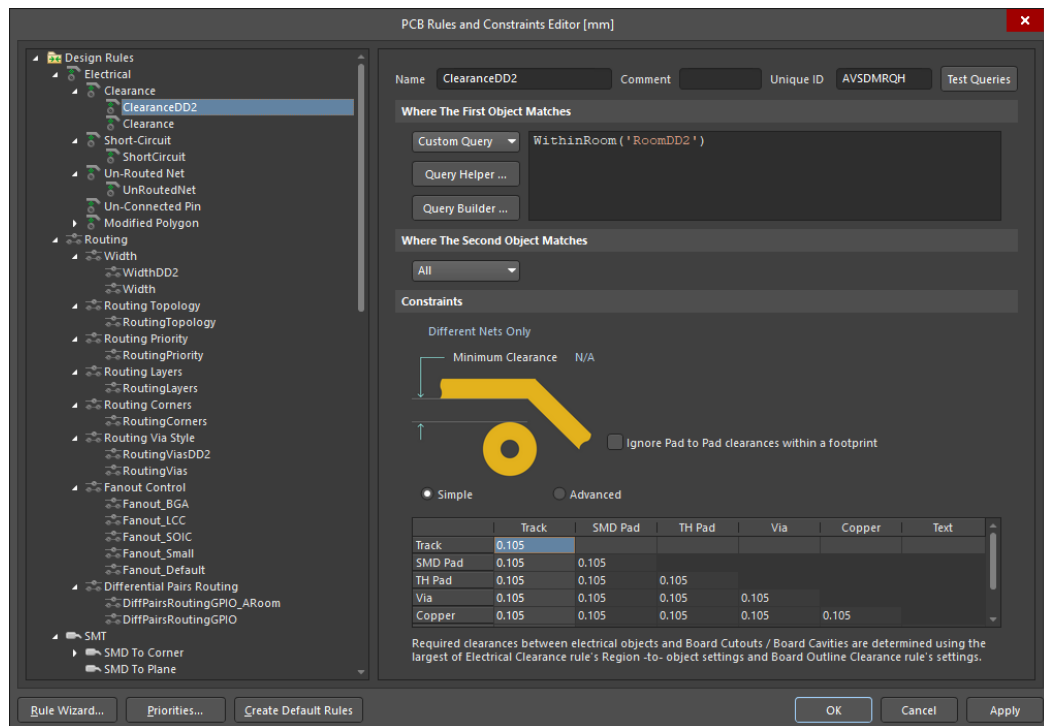 PCB Rules and Constraints Editor [mm]
Design Rules
Electrical
Clearance
ClearanceDD2
Clearance
Short-Circuit
ShortCircuit
Un-Routed Net
UnRoutedNet
Un-Connected Pin
Modified Polygon
Routing
Width
WidthDD2
Width
Routing Topology
RoutingTopology
Routing Priority
RoutingPriority
Routing Layers
RoutingLayers
Routing Corners
RoutingCorners
Routing Via Style
RoutingViasDD2
RoutingVias
Fanout Control
Fanout_BGA
Fanout_LCC
Fanout_SOIC
Fanout_Small
Fanout_Default
Differential Pairs Routing
DiffPairsRoutingGPIO_ARoom
DiffPairsRoutingGPIO
SMT
SMD To Corner
SMD To Plane
Name ClearanceDD2 Comment Unique ID AVSDMRQH Test Queries
Where The First Object Matches
Custom Query WithinRoom('RoomDD2')
Query Helper ...
Query Builder ...
Where The Second Object Matches
All
Constraints
Different Nets Only
Minimum Clearance N/A
Ignore Pad to Pad clearances within a footprint
Simple Advanced
Track SMD Pad TH Pad Via Copper Text
Track 0.105
SMD Pad 0.105 0.105
TH Pad 0.105 0.105 0.105
Via 0.105 0.105 0.105 0.105
Copper 0.105 0.105 0.105 0.105 0.105
Required clearances between electrical objects and Board Cutouts / Board Cavities are determined using the
largest of Electrical Clearance rule's Region -to- object settings and Board Outline Clearance rule's settings.
Rule Wizard... Priorities... Create Default Rules OK Cancel Apply